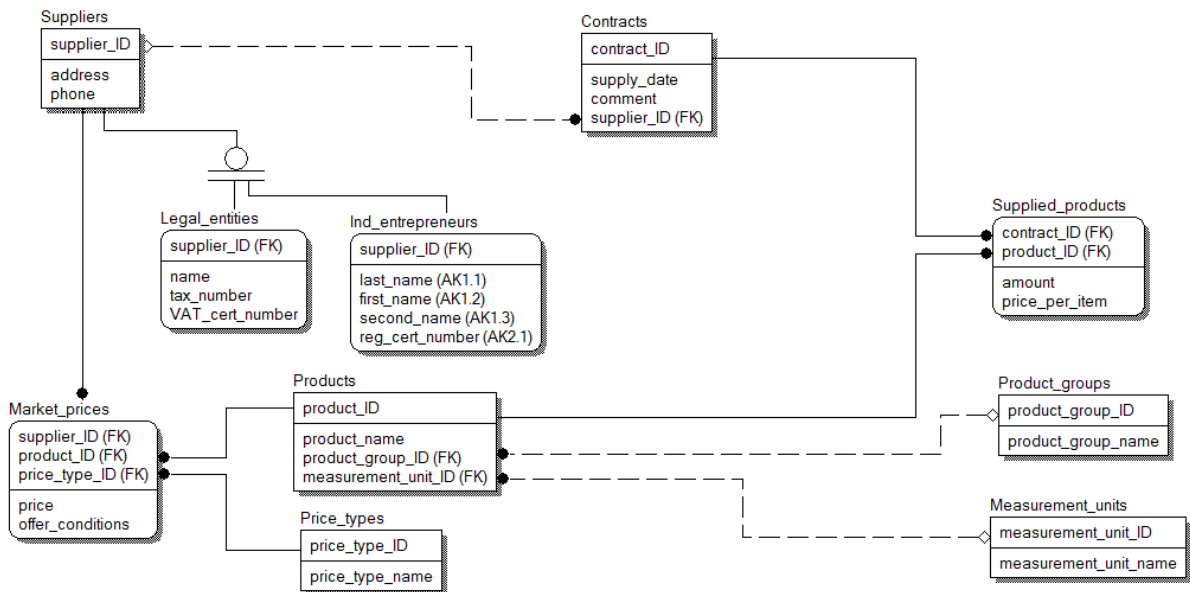 Suppliers
supplier_ID
address
phone
Contracts
contract_ID
supply_date
comment
supplier_ID (FK)
Legal_entities
supplier_ID (FK)
name
tax_number
VAT_cert_number
Ind_entrepreneurs
supplier_ID (FK)
last_name (AK1.1)
first_name (AK1.2)
second_name (AK1.3)
reg_cert_number (AK2.1)
Supplied_products
contract_ID (FK)
product_ID (FK)
amount
price_per_item
Market_prices
supplier_ID (FK)
product_ID (FK)
price_type_ID (FK)
price
offer_conditions
Products
product_ID
product_name
product_group_ID (FK)
measurement_unit_ID (FK)
Product_groups
product_group_ID
product_group_name
Price_types
price_type_ID
price_type_name
Measurement_units
measurement_unit_ID
measurement_unit_name